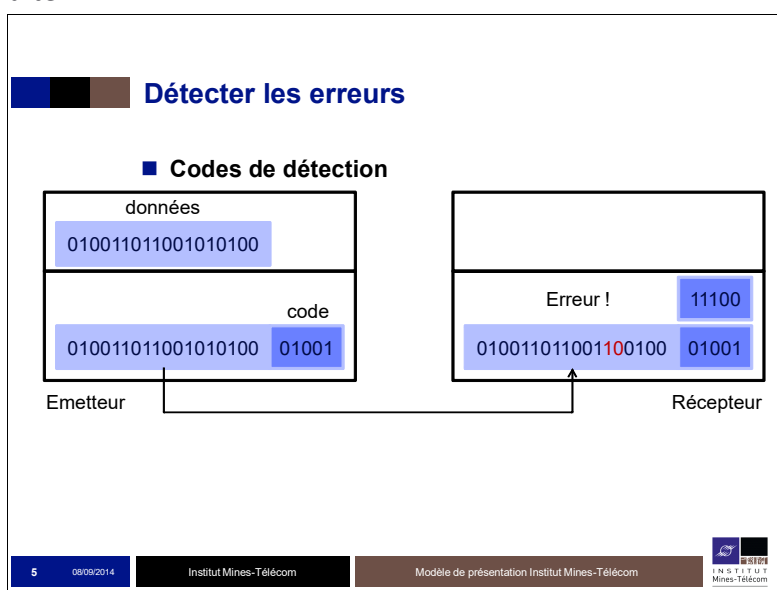 Détecter les erreurs
Codes de détection
données
010011011001010100
code
010011011001010100 01001
Emetteur
Erreur ! 11100
010011011001100100 01001
Récepteur
5 08/09/2014 Institut Mines-Télécom Modèle de présentation Institut Mines-Télécom
INSTITUT
Mines-Télécom